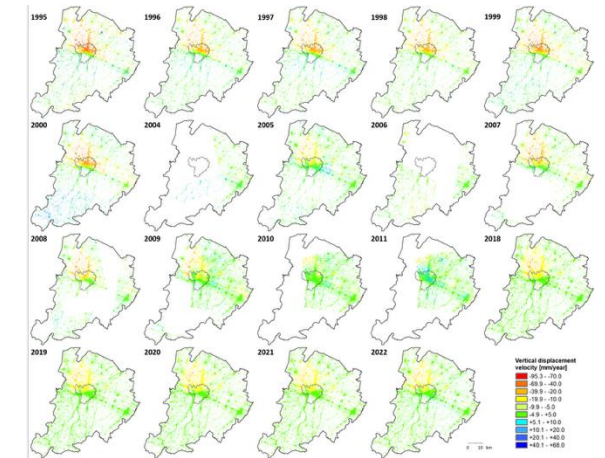 1995
1996
1997
1998
1999
2000
2004
2005
2006
2007
2008
2009
2010
2011
2018
2019
2020
2021
2022
Vertical displacement
velocity [mm/year]
-95.3 - -70.0
-69.9 - -40.0
-39.9 - -20.0
-19.9 - -10.0
-9.9 - -5.0
-4.9 - +5.0
+5.1 - +10.0
+10.1 - +20.0
+20.1 - +40.0
+40.1 - +68.0
0 10 km